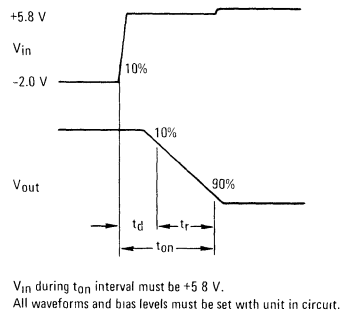 +5.8 V
Vin
10%
-2.0 V
10%
Vout
90%
td
tr
ton
Vin during ton interval must be +5 8 V.
All waveforms and bias levels must be set with unit in circuit.